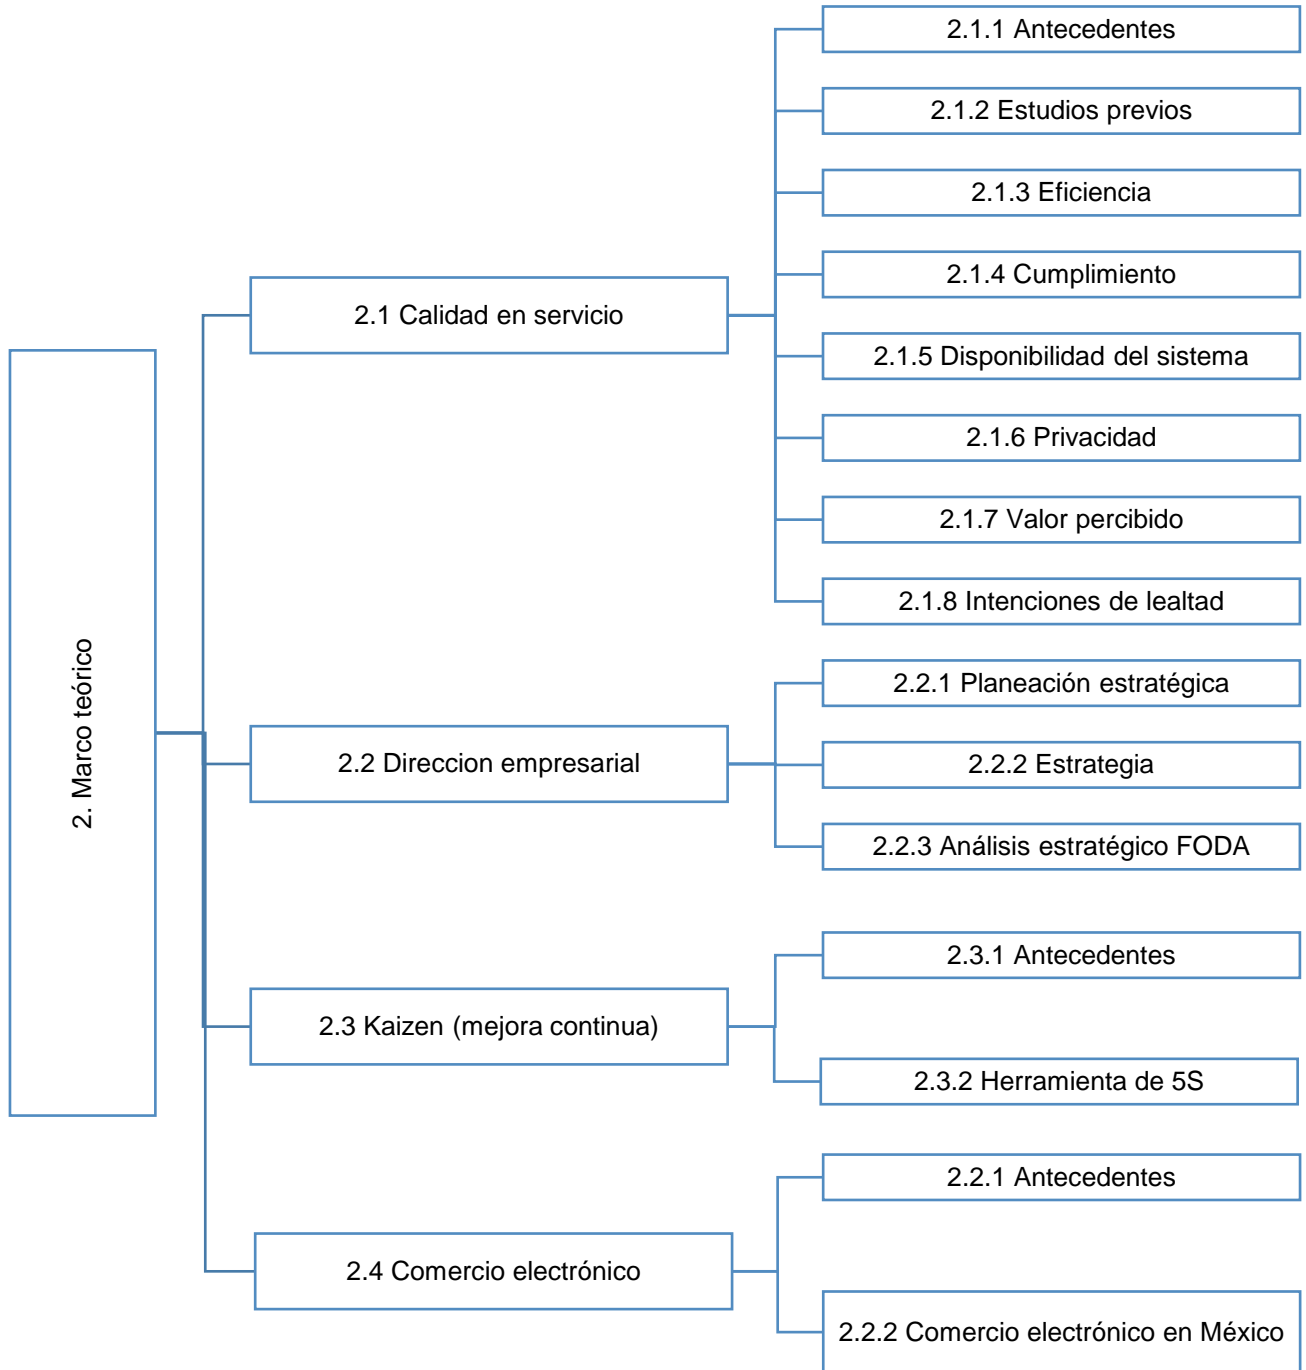 2. Marco teórico
2.1 Calidad en servicio
2.1.1 Antecedentes
2.1.2 Estudios previos
2.1.3 Eficiencia
2.1.4 Cumplimiento
2.1.5 Disponibilidad del sistema
2.1.6 Privacidad
2.1.7 Valor percibido
2.1.8 Intenciones de lealtad
2.2 Direccion empresarial
2.2.1 Planeación estratégica
2.2.2 Estrategia
2.2.3 Análisis estratégico FODA
2.3 Kaizen (mejora continua)
2.3.1 Antecedentes
2.3.2 Herramienta de 5S
2.4 Comercio electrónico
2.2.1 Antecedentes
2.2.2 Comercio electrónico en México